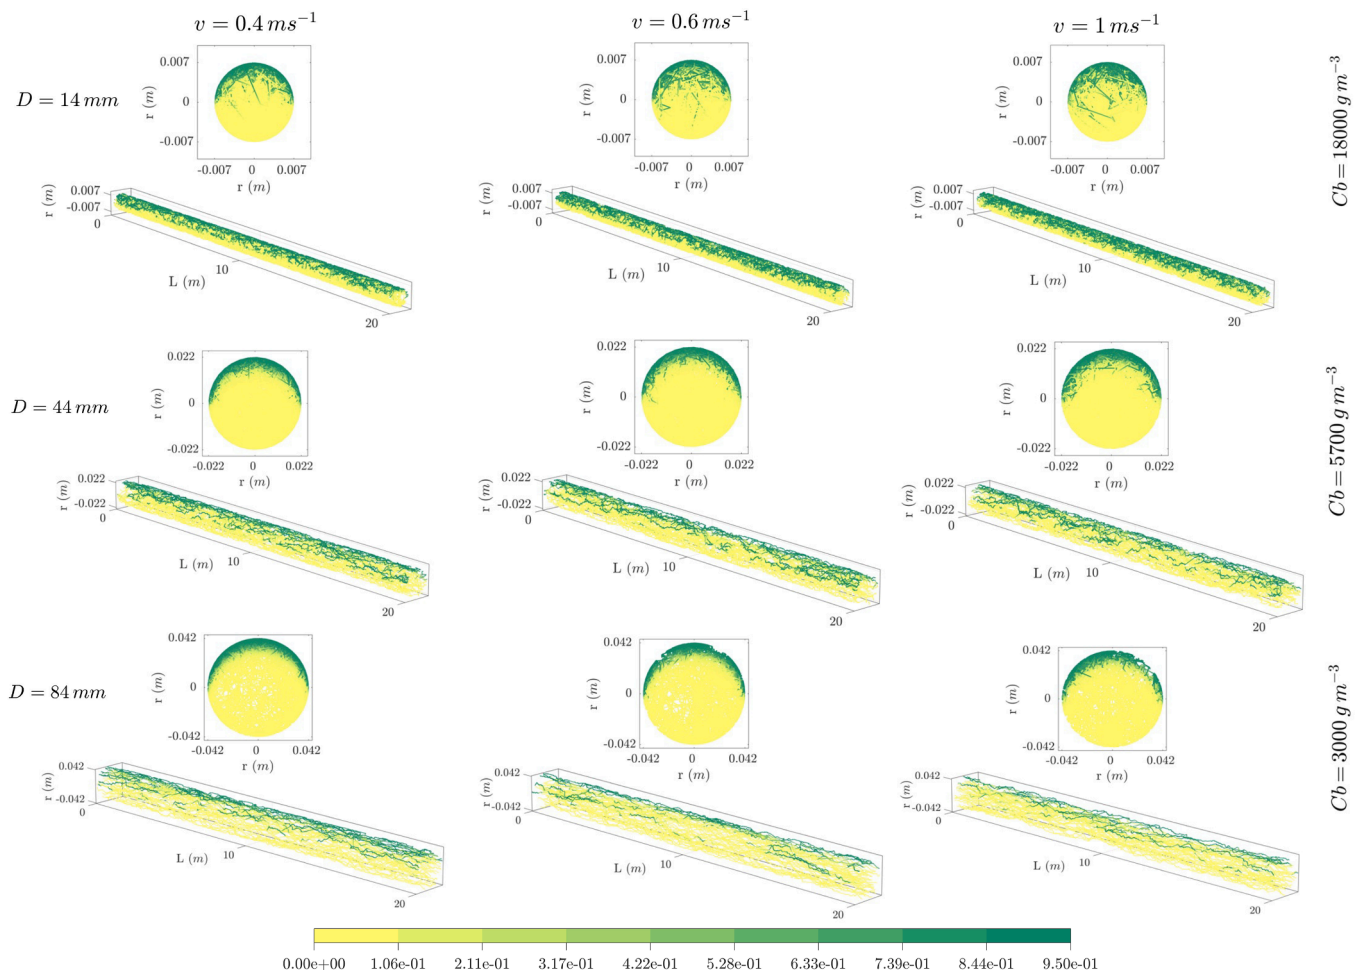 v = 0.4 ms⁻¹
v = 0.6 ms⁻¹
v = 1 ms⁻¹
D = 14 mm
0.007
0
-0.007
r (m)
-0.007 0 0.007
r (m)
0.007
0
-0.007
r (m)
-0.007 0 0.007
r (m)
0.007
0
-0.007
r (m)
-0.007 0 0.007
r (m)
Cb = 18000 g m⁻³
0.007
-0.007
r (m)
0
10
L (m)
20
0.007
-0.007
r (m)
0
10
L (m)
20
0.007
-0.007
r (m)
0
10
L (m)
20
D = 44 mm
0.022
0
-0.022
r (m)
-0.022 0 0.022
r (m)
0.022
0
-0.022
r (m)
-0.022 0 0.022
r (m)
0.022
0
-0.022
r (m)
-0.022 0 0.022
r (m)
Cb = 5700 g m⁻³
0.022
-0.022
r (m)
0
10
L (m)
20
0.022
-0.022
r (m)
0
10
L (m)
20
0.022
-0.022
r (m)
0
10
L (m)
20
D = 84 mm
0.042
0
-0.042
r (m)
-0.042 0 0.042
r (m)
0.042
0
-0.042
r (m)
-0.042 0 0.042
r (m)
0.042
0
-0.042
r (m)
-0.042 0 0.042
r (m)
Cb = 3000 g m⁻³
0.042
-0.042
r (m)
0
10
L (m)
20
0.042
-0.042
r (m)
0
10
L (m)
20
0.042
-0.042
r (m)
0
10
L (m)
20
0.00e+00 1.06e-01 2.11e-01 3.17e-01 4.22e-01 5.28e-01 6.33e-01 7.39e-01 8.44e-01 9.50e-01